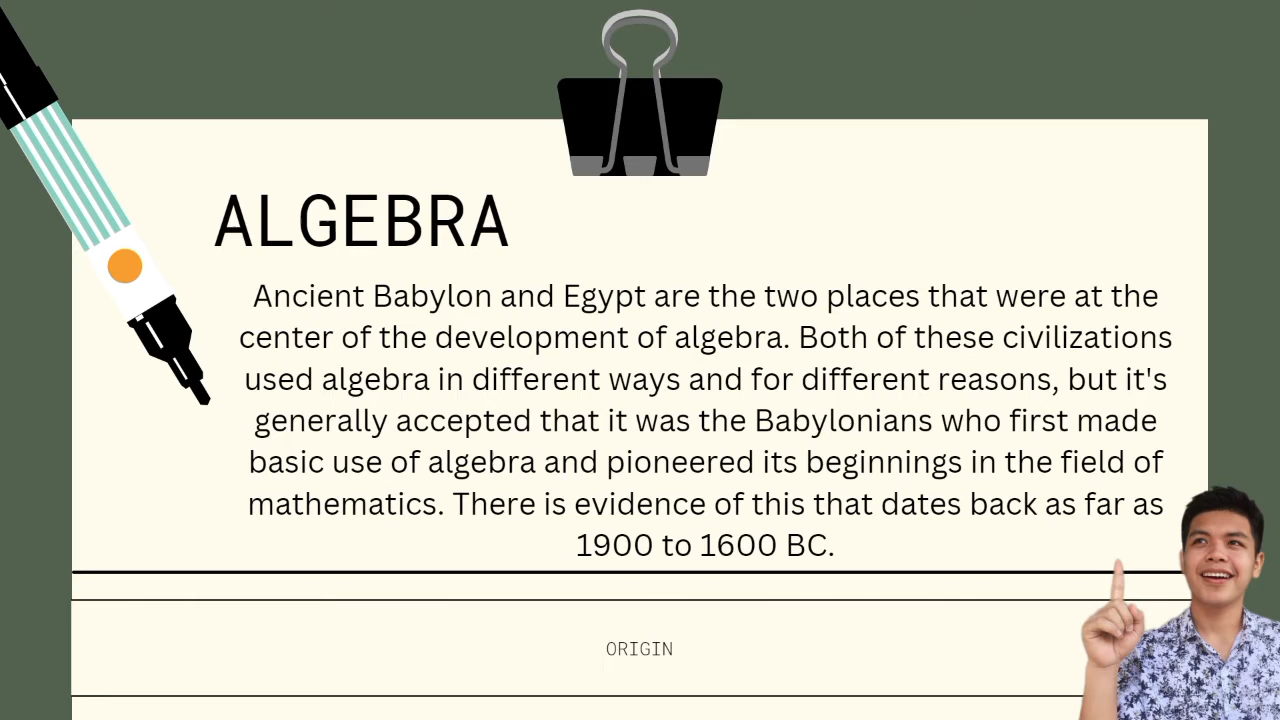 ALGEBRA
Ancient Babylon and Egypt are the two places that were at the
center of the development of algebra. Both of these civilizations
used algebra in different ways and for different reasons, but it's
generally accepted that it was the Babylonians who first made
basic use of algebra and pioneered its beginnings in the field of
mathematics. There is evidence of this that dates back as far as
1900 to 1600 BC.
ORIGIN